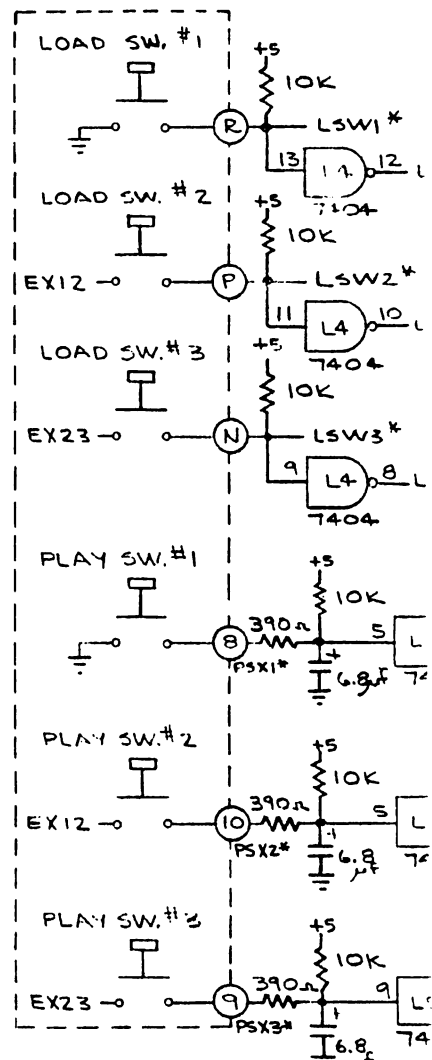 LOAD SW. #1
+5
10K
R
LSW1*
13
12
7404
LOAD SW. #2
+5
10K
EX12
P
LSW2*
11
L4
10
7404
LOAD SW. #3
+5
10K
EX23
N
LSW3*
9
L4
8
7404
PLAY SW. #1
+5
10K
390Ω
8
5
PSX1*
+
6.8μf
PLAY SW. #2
+5
10K
390Ω
EX12
10
5
PSX2*
+
6.8
μf
PLAY SW. #3
+5
10K
390Ω
EX23
9
9
PSX3*
+
6.8